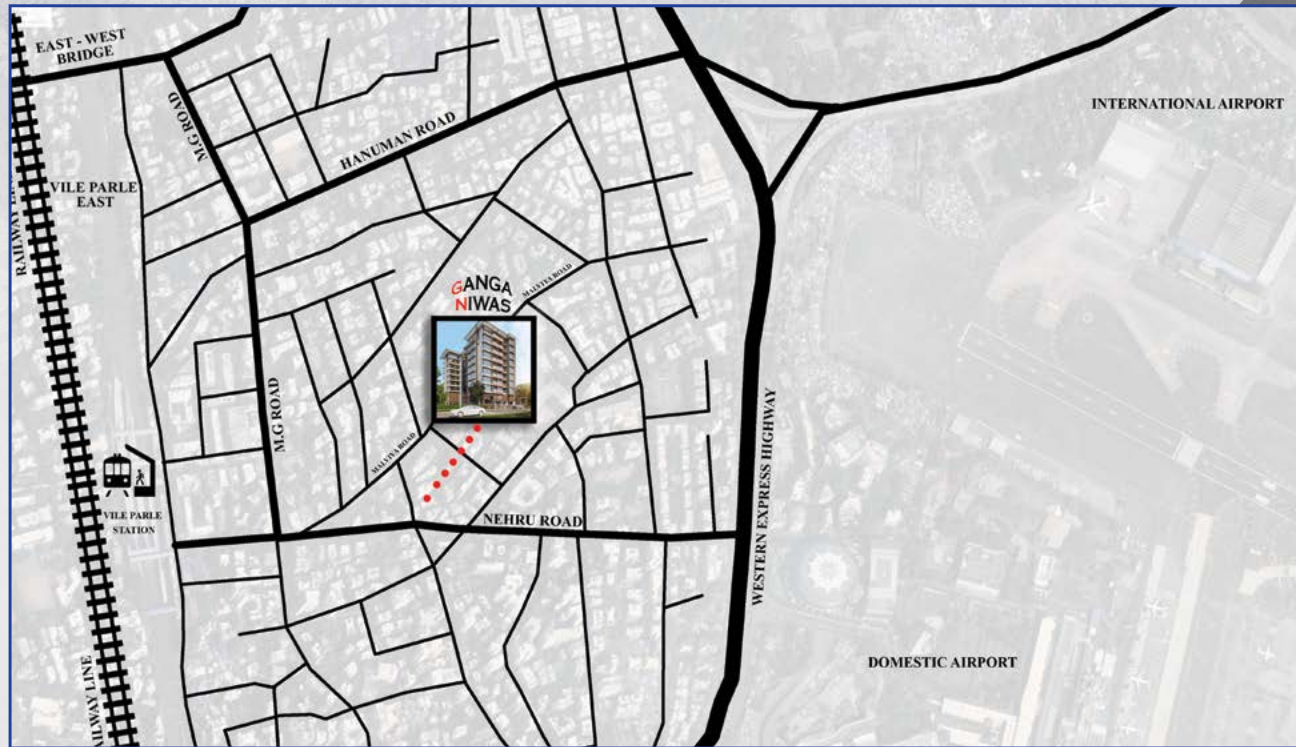 EAST - WEST
BRIDGE
M.G ROAD
HANUMAN ROAD
INTERNATIONAL AIRPORT
VILE PARLE
EAST
RAILWAY
GANGA
NIWAS
MALVIYA ROAD
M.G ROAD
MALVIYA ROAD
WESTERN EXPRESS HIGHWAY
VILE PARLE
STATION
NEHRU ROAD
DOMESTIC AIRPORT
RAILWAY LINE